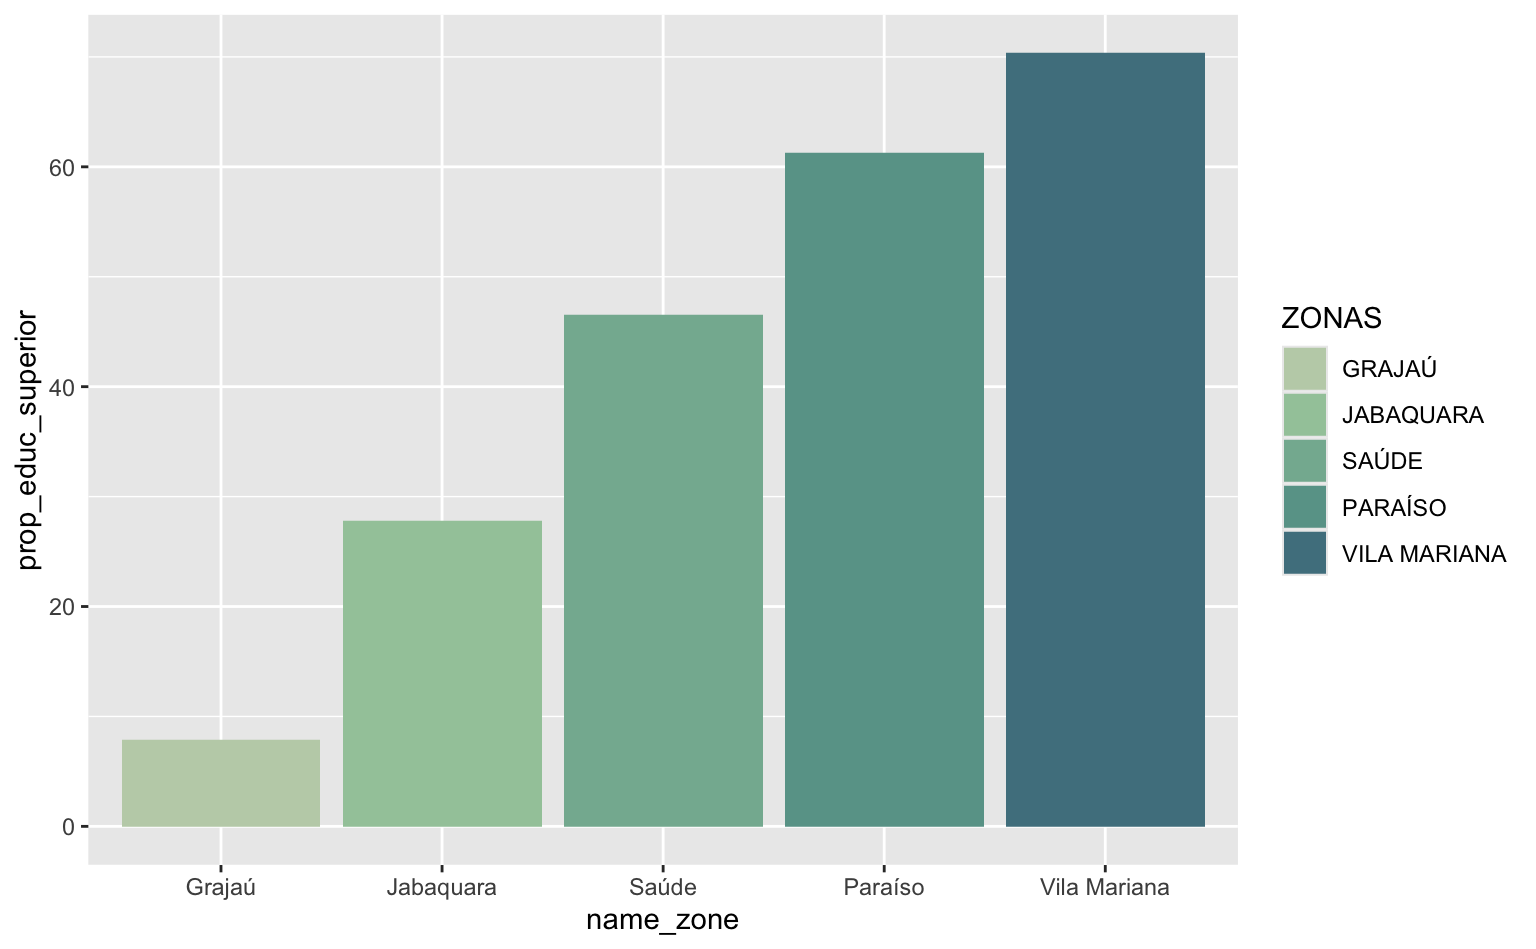 prop_educ_superior
60
40
20
0
Grajaú
Jabaquara
Saúde
Paraíso
Vila Mariana
name_zone
ZONAS
GRAJAÚ
JABAQUARA
SAÚDE
PARAÍSO
VILA MARIANA